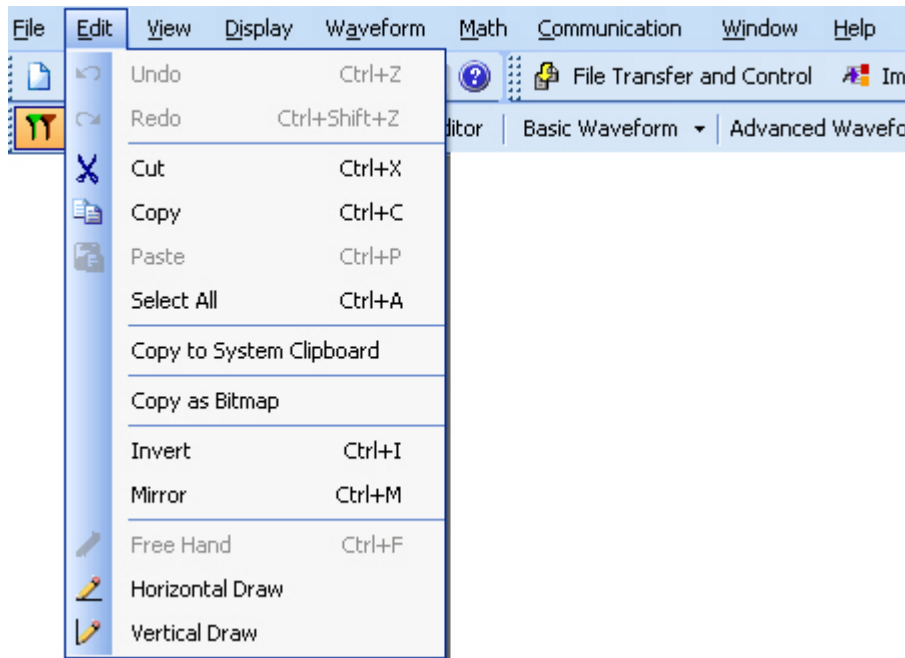 File Edit View Display Waveform Math Communication Window Help
File Transfer and Control Im
ditor Basic Waveform Advanced Wavefo
Undo Ctrl+Z
Redo Ctrl+Shift+Z
Cut Ctrl+X
Copy Ctrl+C
Paste Ctrl+P
Select All Ctrl+A
Copy to System Clipboard
Copy as Bitmap
Invert Ctrl+I
Mirror Ctrl+M
Free Hand Ctrl+F
Horizontal Draw
Vertical Draw